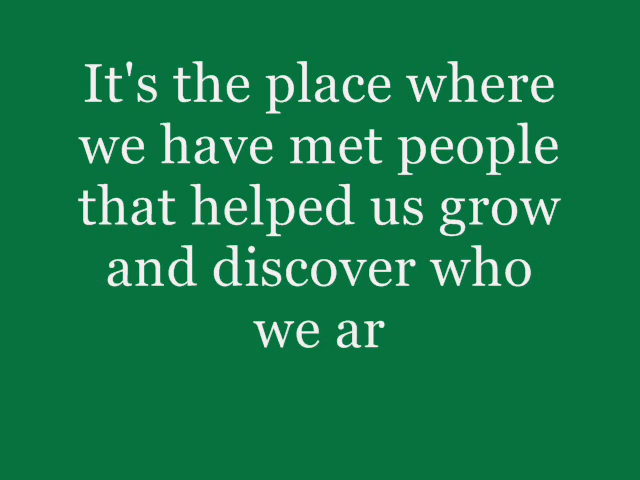 It's the place where
we have met people
that helped us grow
and discover who
we ar